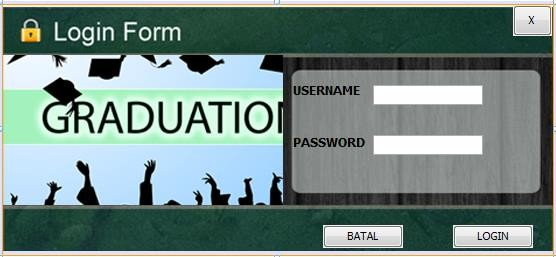 Login Form
X
GRADUATION
USERNAME
PASSWORD
BATAL
LOGIN